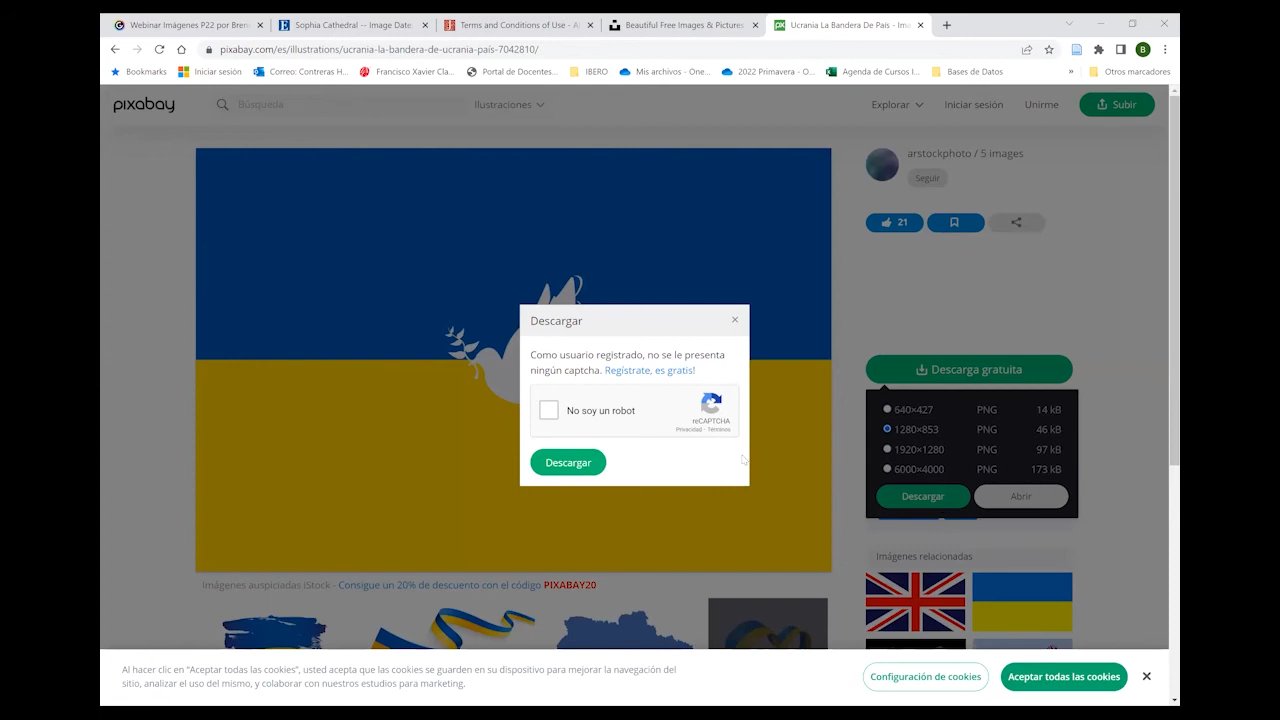 Webinar Imágenes P22 por Bren
Sophia Cathedral -- Image Date
Terms and Conditions of Use - A
Beautiful Free Images & Pictures
Ucrania La Bandera De País - Ima
pixabay.com/es/illustrations/ucrania-la-bandera-de-ucrania-país-7042810/
B
Bookmarks
Iniciar sesión
Correo: Contreras H...
Francisco Xavier Cla...
Portal de Docentes...
IBERO
Mis archivos - One...
2022 Primavera - O...
Agenda de Cursos I...
Bases de Datos
»
Otros marcadores
pixabay
Búsqueda
Ilustraciones
Explorar
Iniciar sesión
Unirme
Subir
arstockphoto / 5 images
Seguir
21
Descargar
Como usuario registrado, no se le presenta
ningún captcha. Regístrate, es gratis!
No soy un robot
reCAPTCHA
Privacidad - Términos
Descargar
Descarga gratuita
640×427 PNG 14 kB
1280×853 PNG 46 kB
1920×1280 PNG 97 kB
6000×4000 PNG 173 kB
Descargar
Abrir
Imágenes relacionadas
Imágenes auspiciadas iStock - Consigue un 20% de descuento con el código PIXABAY20
Al hacer clic en “Aceptar todas las cookies”, usted acepta que las cookies se guarden en su dispositivo para mejorar la navegación del
sitio, analizar el uso del mismo, y colaborar con nuestros estudios para marketing.
Configuración de cookies
Aceptar todas las cookies